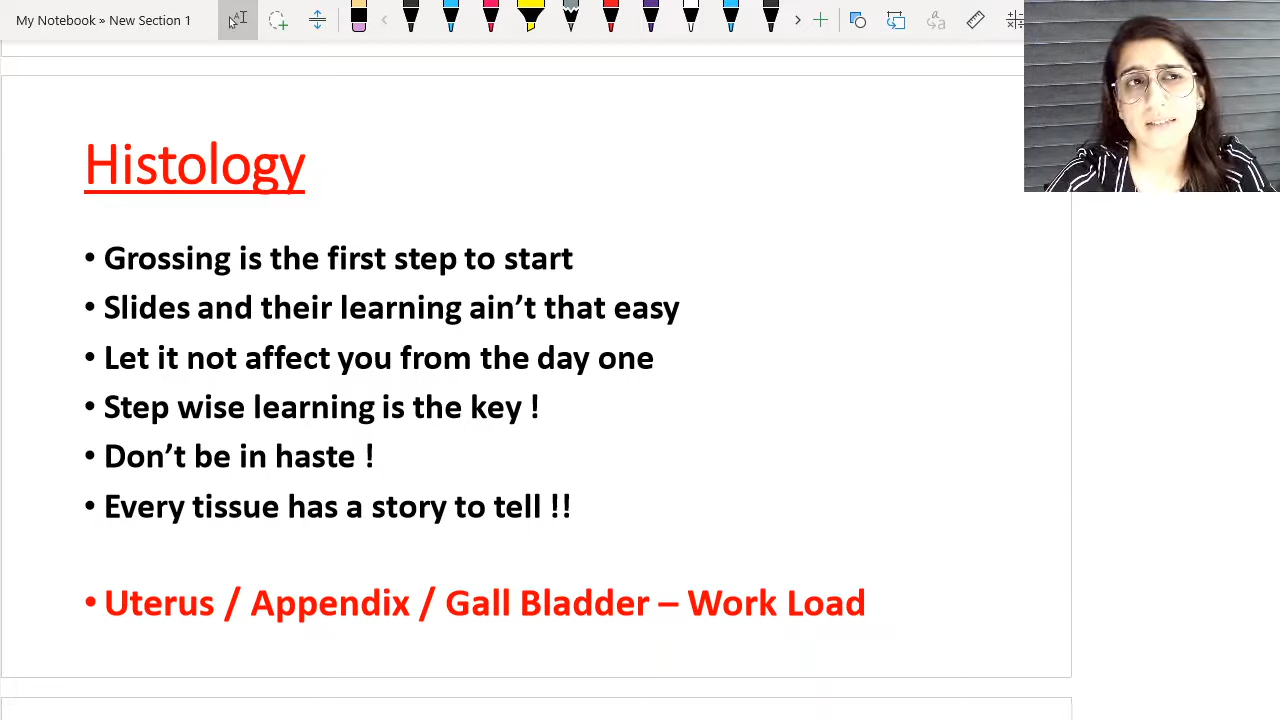 My Notebook » New Section 1
Histology
• Grossing is the first step to start
• Slides and their learning ain’t that easy
• Let it not affect you from the day one
• Step wise learning is the key !
• Don’t be in haste !
• Every tissue has a story to tell !!
• Uterus / Appendix / Gall Bladder – Work Load